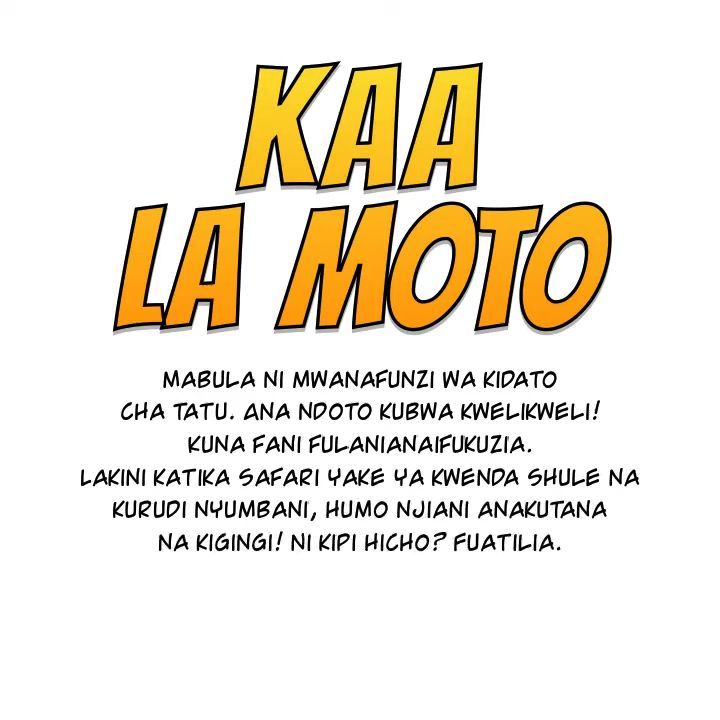 KAA
LA MOTO
MABULA NI MWANAFUNZI WA KIDATO
CHA TATU. ANA NDOTO KUBWA KWELIKWELI!
KUNA FANI FULANIANAIFUKUZIA.
LAKINI KATIKA SAFARI YAKE YA KWENDA SHULE NA
KURUDI NYUMBANI, HUMO NJIANI ANAKUTANA
NA KIGINGI! NI KIPI HICHO? FUATILIA.